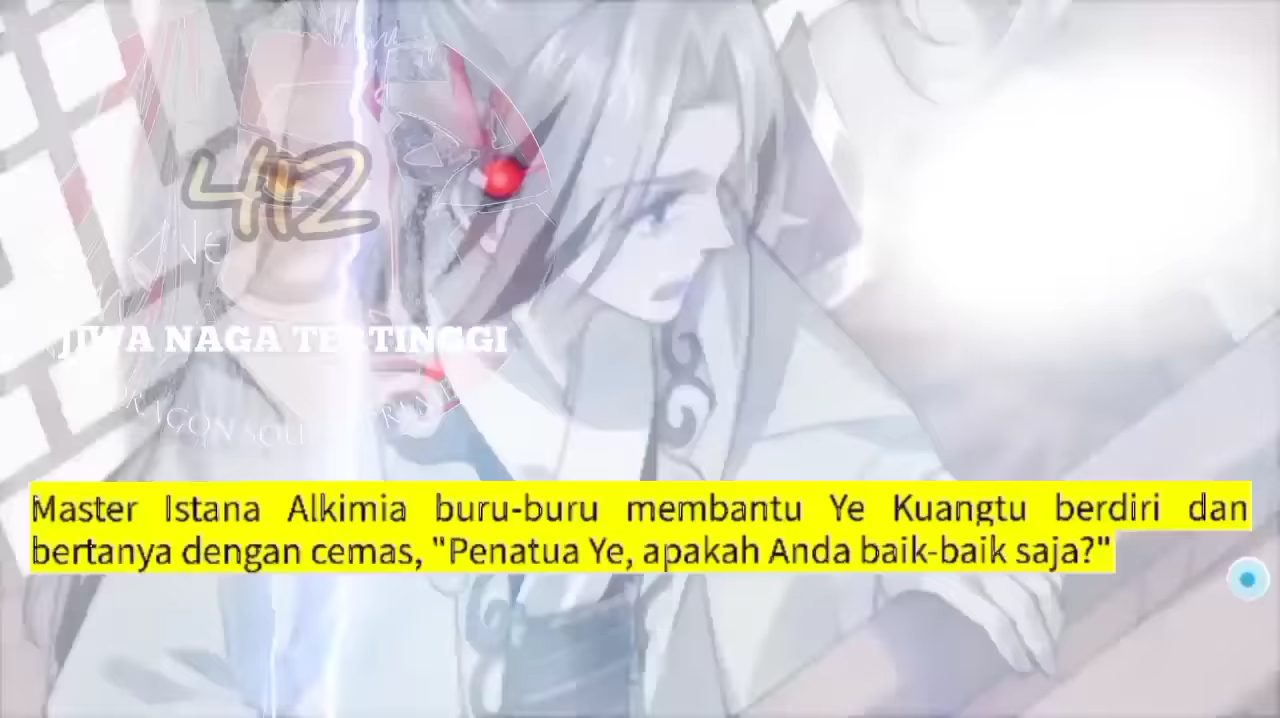 412
JIWA NAGA TERTINGGI
Master Istana Alkimia buru-buru membantu Ye Kuangtu berdiri dan
bertanya dengan cemas, "Penatua Ye, apakah Anda baik-baik saja?"